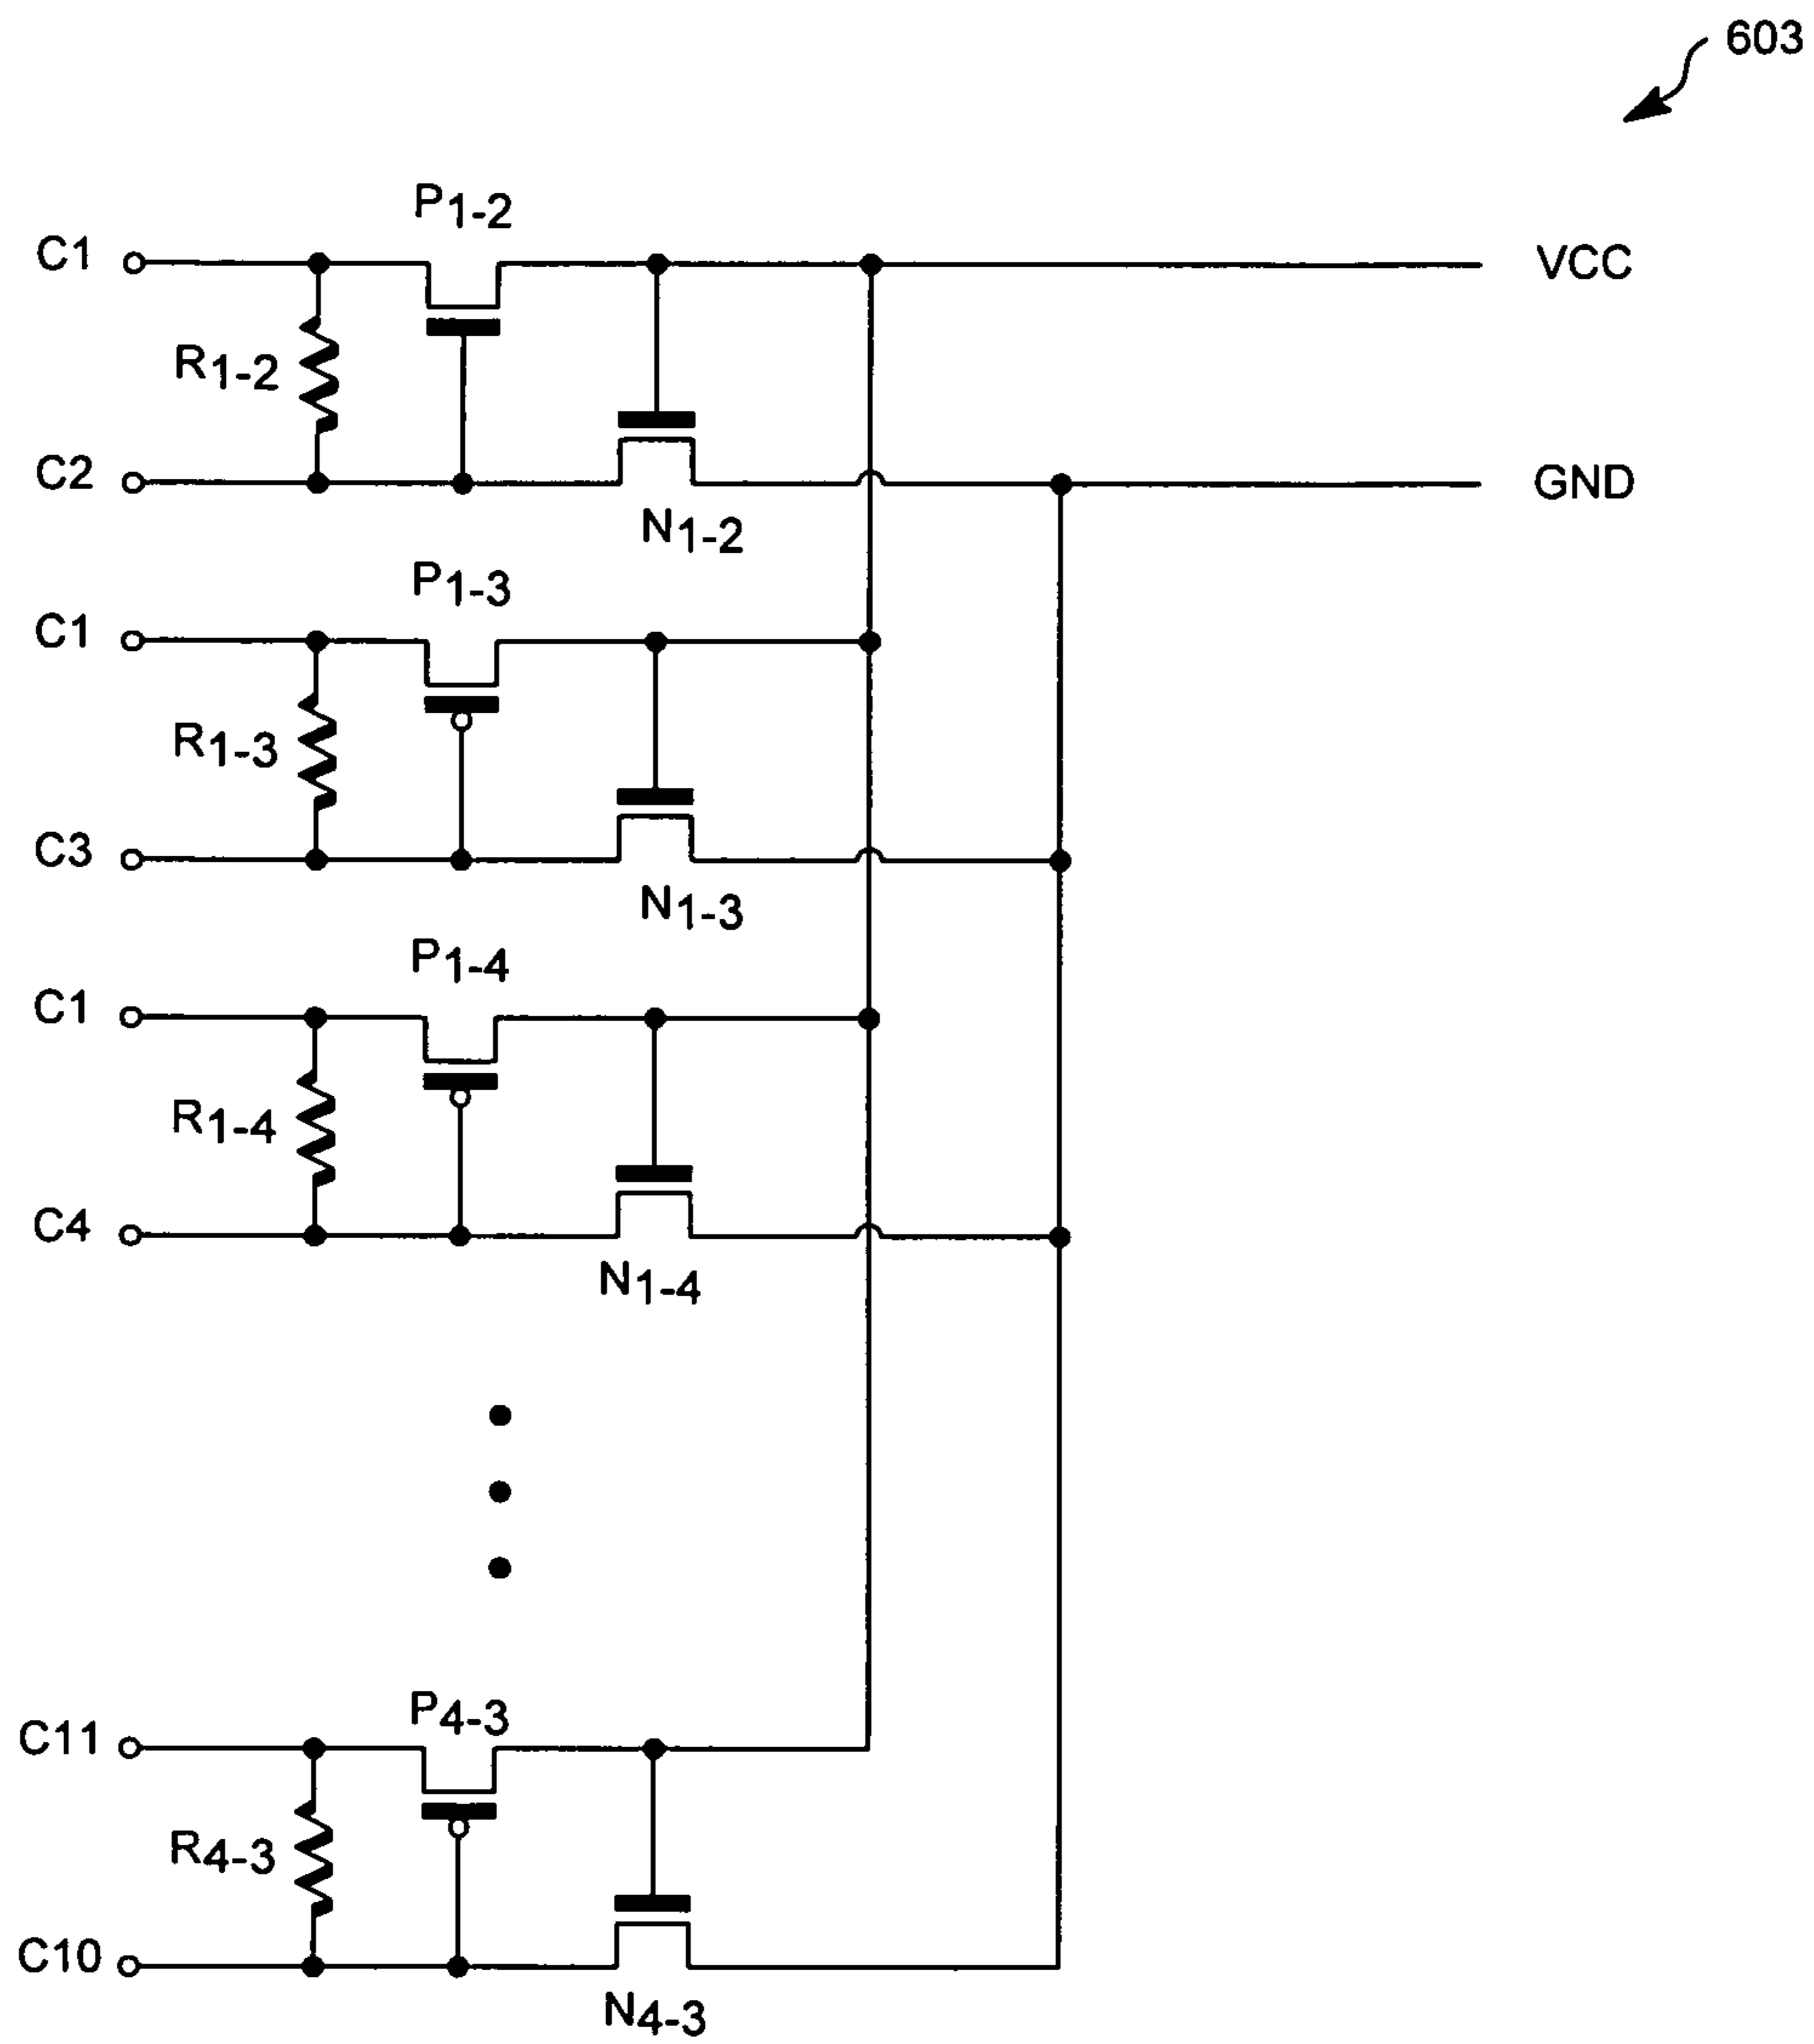 603
P1-2
C1
VCC
R1-2
C2
GND
N1-2
P1-3
C1
R1-3
C3
N1-3
P1-4
C1
R1-4
C4
N1-4
P4-3
C11
R4-3
C10
N4-3